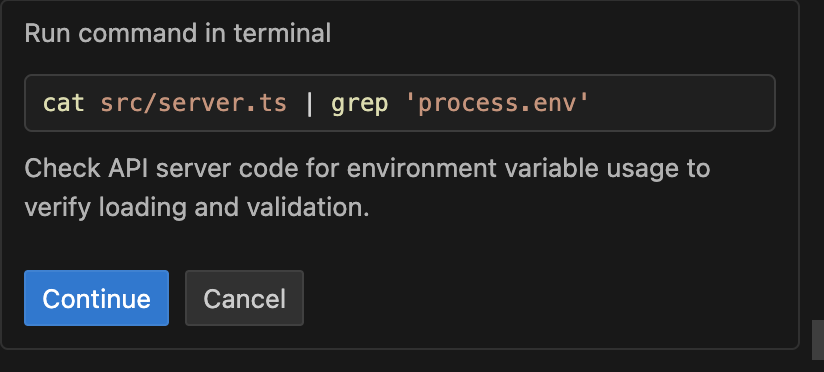 Run command in terminal
cat src/server.ts | grep 'process.env'
Check API server code for environment variable usage to
verify loading and validation.
Continue
Cancel